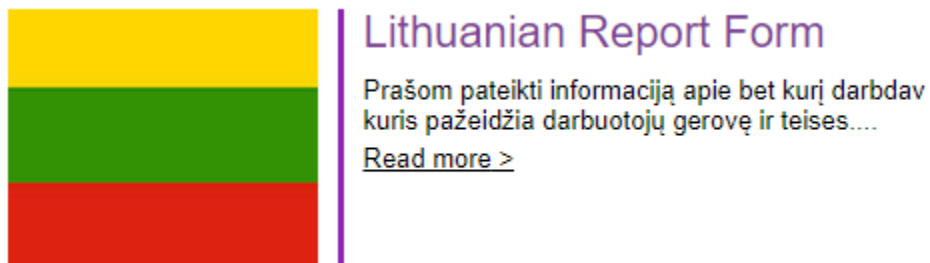 Lithuanian Report Form
Prašom pateikti informaciją apie bet kurį darbdav
kuris pažeidžia darbuotojų gerovę ir teises....
Read more >